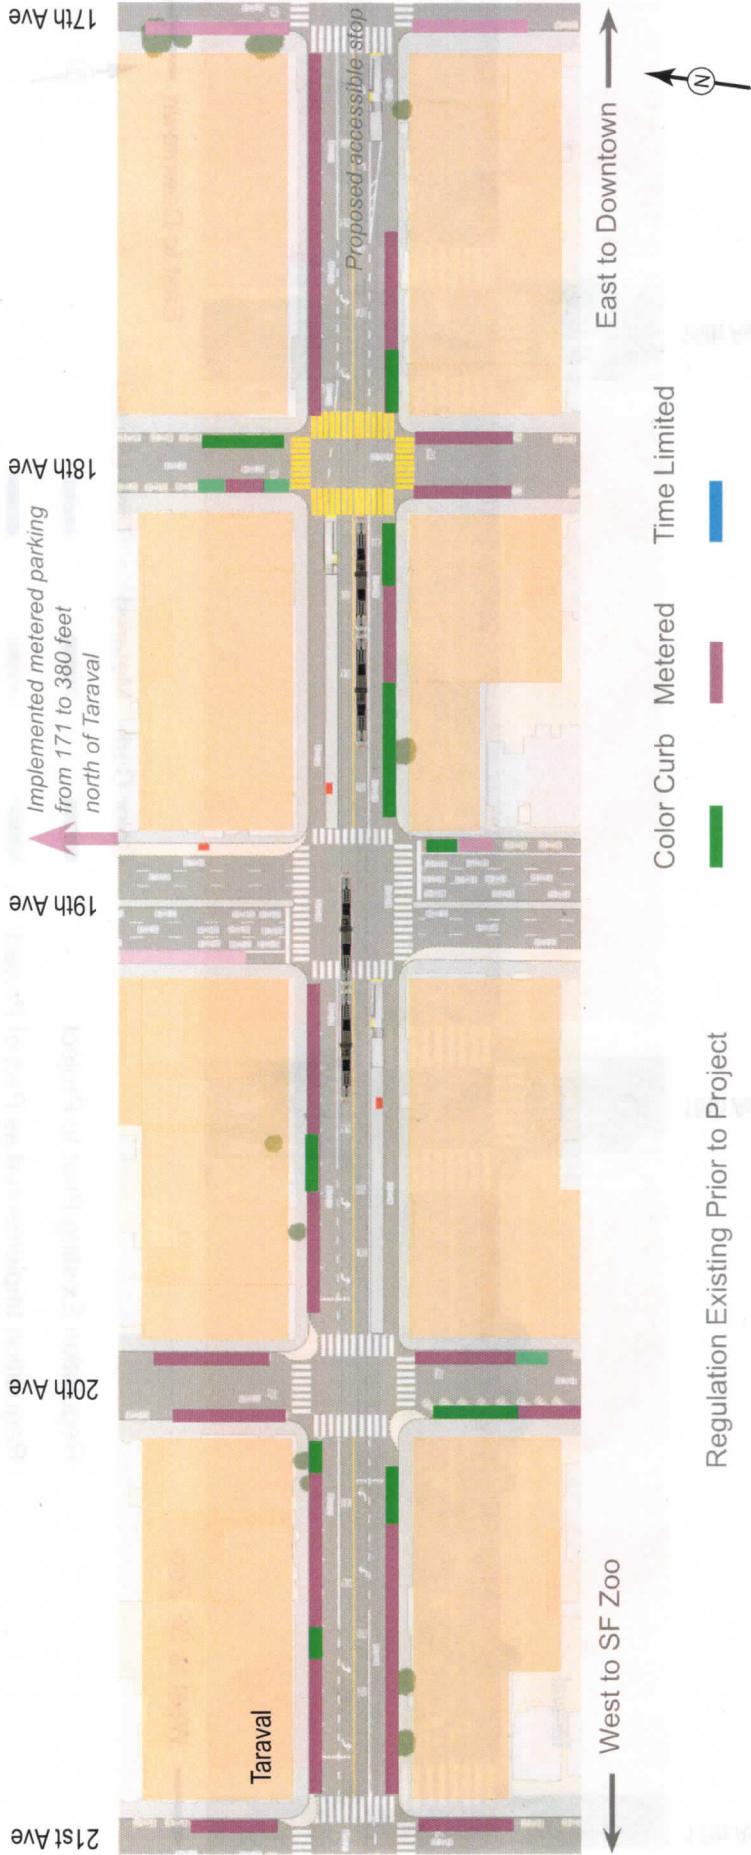 21st Ave
20th Ave
19th Ave
18th Ave
17th Ave
Implemented metered parking
from 171 to 380 feet
north of Taraval
Taraval
Proposed accessible stop
West to SF Zoo
East to Downtown
N
Regulation Existing Prior to Project
Color Curb
Metered
Time Limited